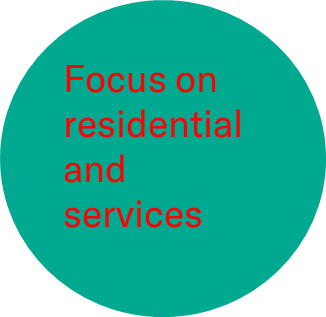 Focus on
residential
and
services